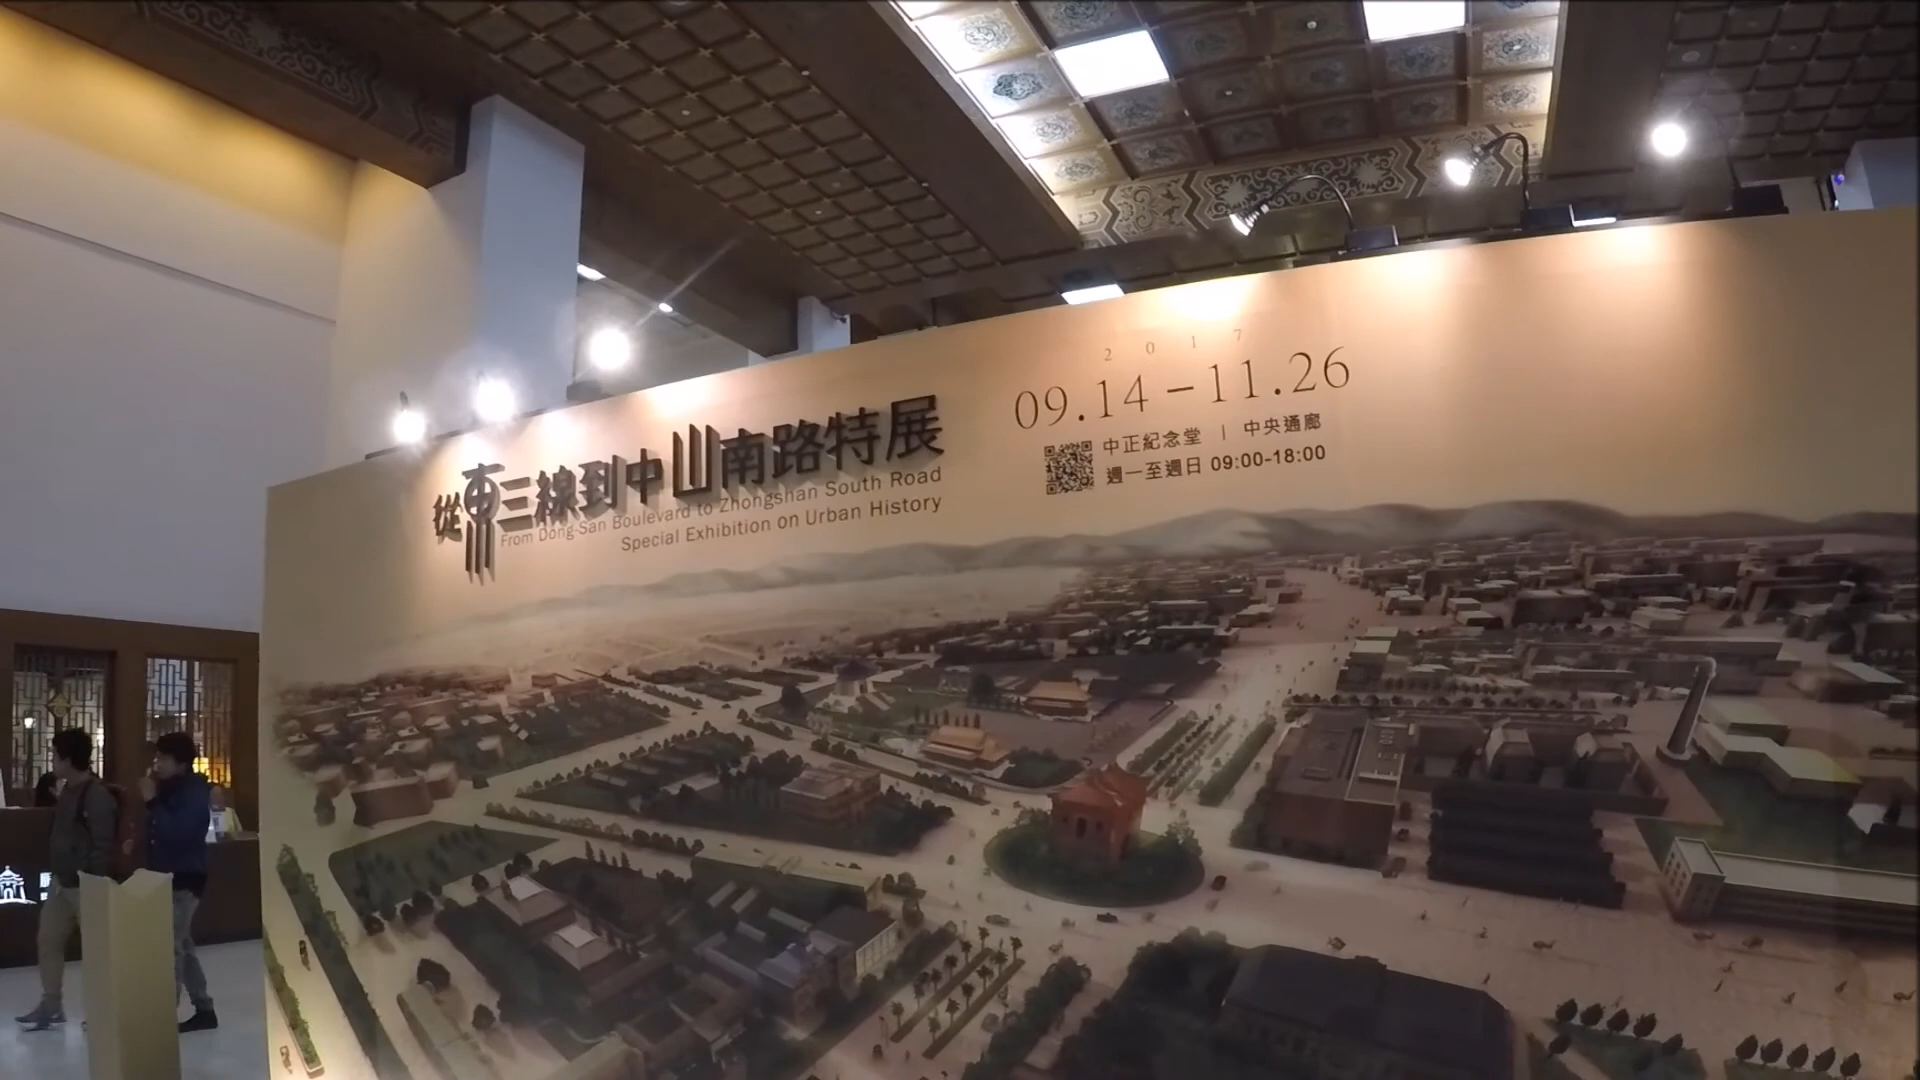 從東三線到中山南路特展
From Dong-San Boulevard to Zhongshan South Road
Special Exhibition on Urban History
2017
09.14－11.26
中正紀念堂 | 中央通廊
週一至週日 09:00-18:00